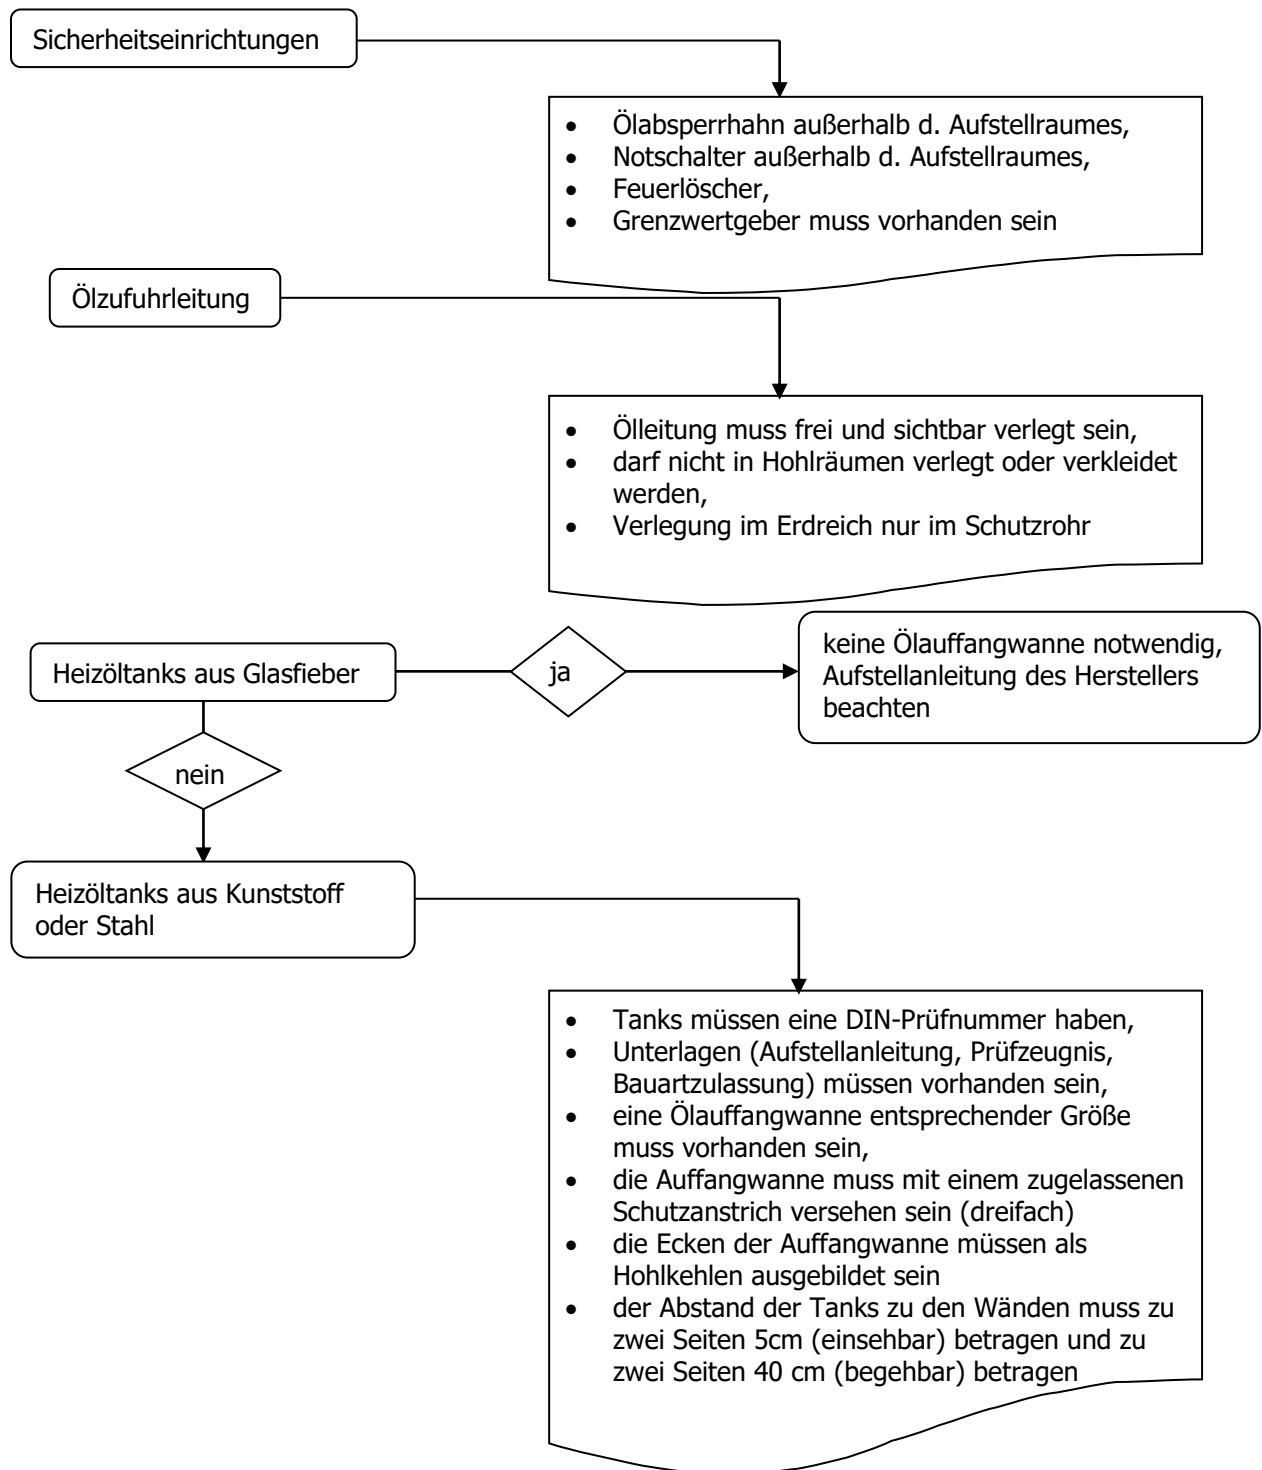 Sicherheitseinrichtungen
• Ölabsperrhahn außerhalb d. Aufstellraumes,
• Notschalter außerhalb d. Aufstellraumes,
• Feuerlöscher,
• Grenzwertgeber muss vorhanden sein
Ölzufuhrleitung
• Ölleitung muss frei und sichtbar verlegt sein,
• darf nicht in Hohlräumen verlegt oder verkleidet
werden,
• Verlegung im Erdreich nur im Schutzrohr
Heizöltanks aus Glasfieber
ja
keine Ölauffangwanne notwendig,
Aufstellanleitung des Herstellers
beachten
nein
Heizöltanks aus Kunststoff
oder Stahl
• Tanks müssen eine DIN-Prüfnummer haben,
• Unterlagen (Aufstellanleitung, Prüfzeugnis,
Bauartzulassung) müssen vorhanden sein,
• eine Ölauffangwanne entsprechender Größe
muss vorhanden sein,
• die Auffangwanne muss mit einem zugelassenen
Schutzanstrich versehen sein (dreifach)
• die Ecken der Auffangwanne müssen als
Hohlkehlen ausgebildet sein
• der Abstand der Tanks zu den Wänden muss zu
zwei Seiten 5cm (einsehbar) betragen und zu
zwei Seiten 40 cm (begehbar) betragen